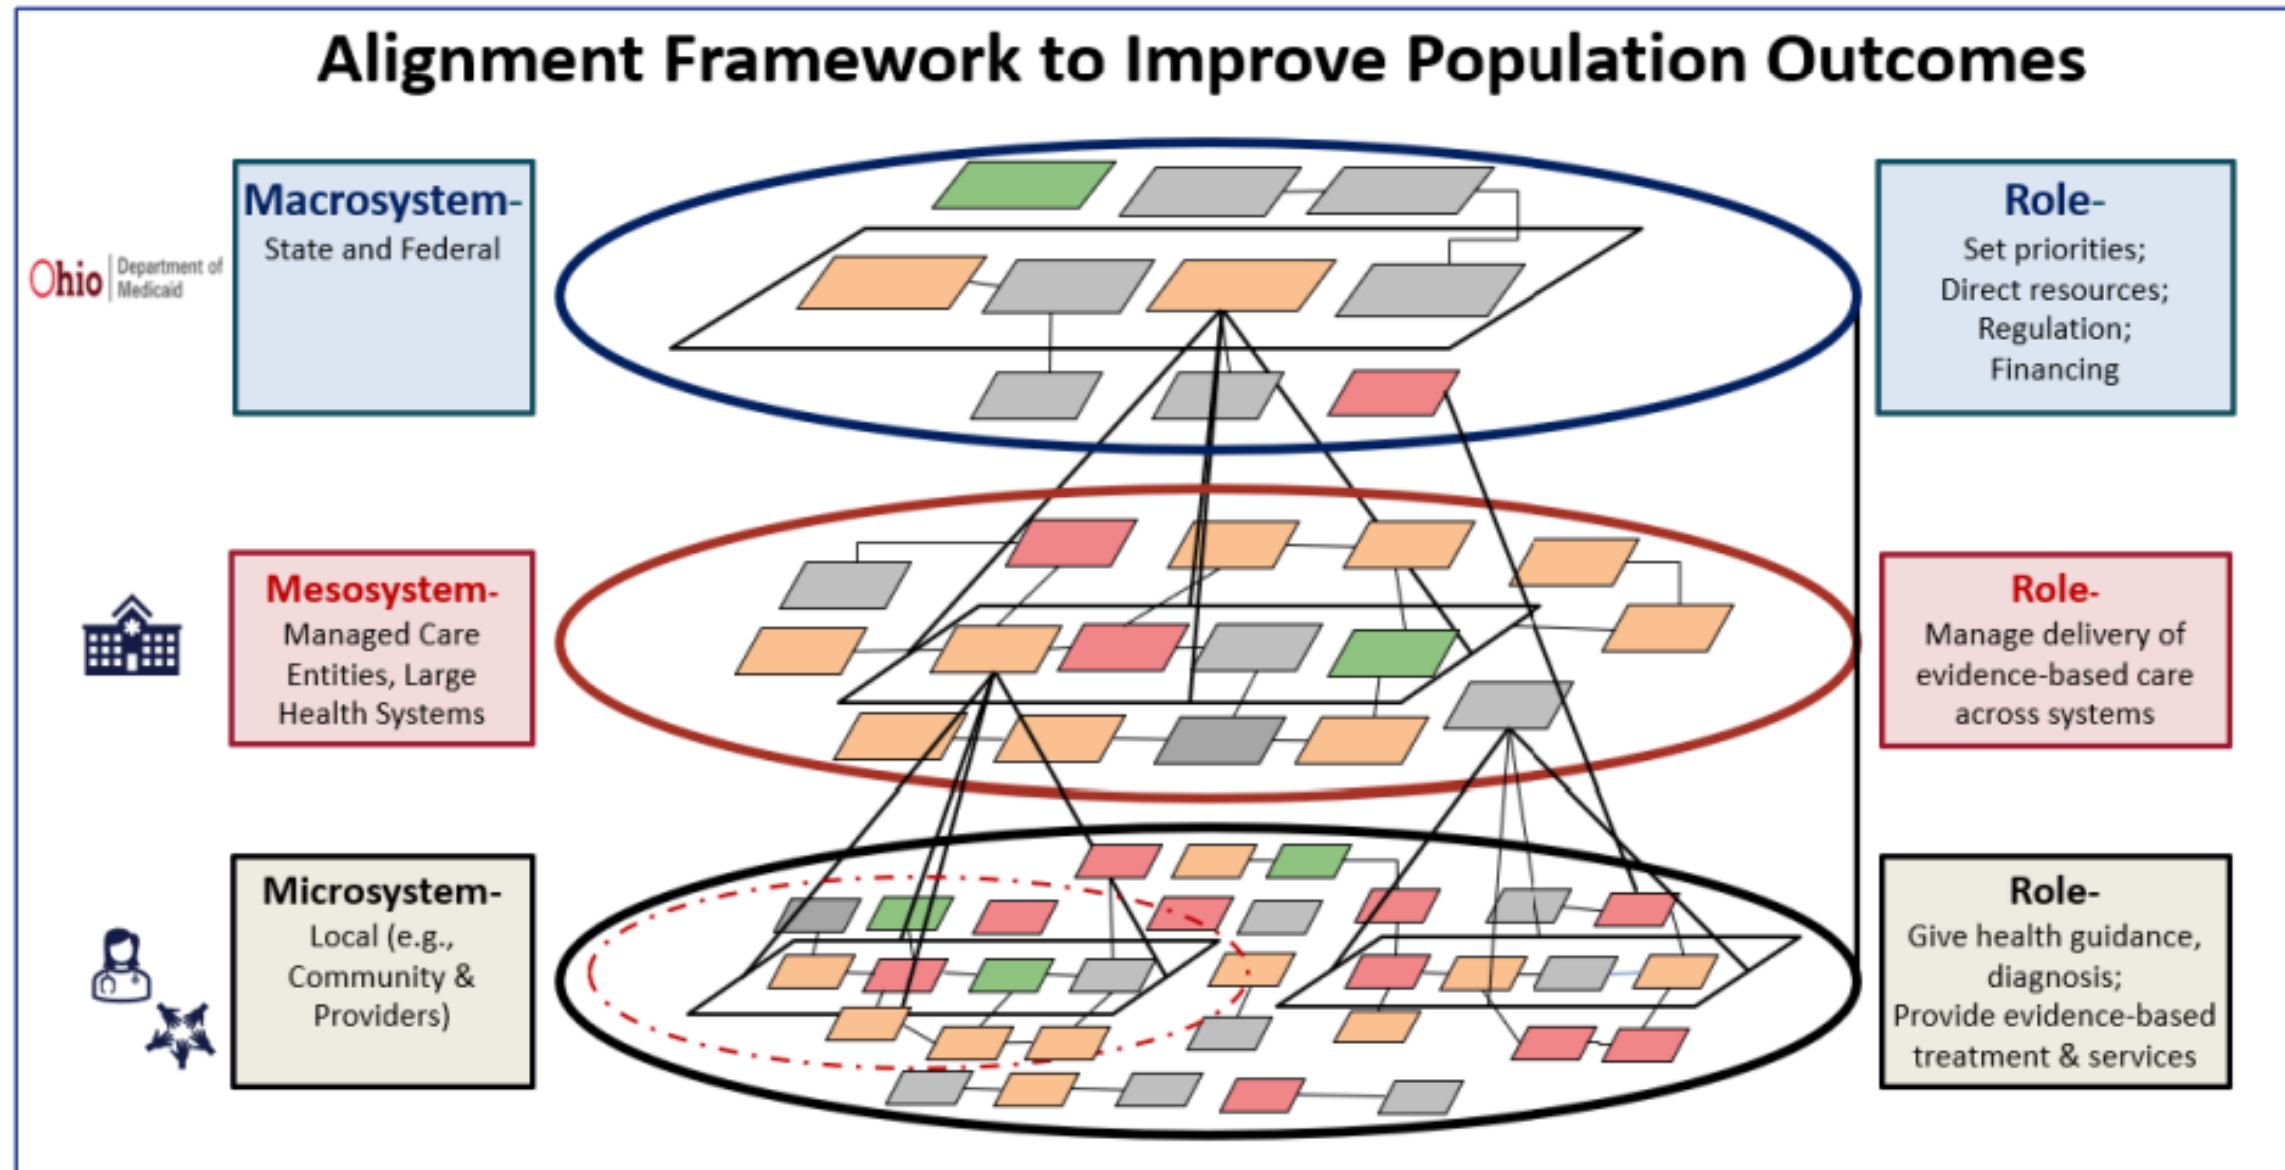 Alignment Framework to Improve Population Outcomes
Macrosystem-
State and Federal
Ohio
Department of
Medicaid
Role-
Set priorities;
Direct resources;
Regulation;
Financing
Mesosystem-
Managed Care
Entities, Large
Health Systems
Role-
Manage delivery of
evidence-based care
across systems
Microsystem-
Local (e.g.,
Community &
Providers)
Role-
Give health guidance,
diagnosis;
Provide evidence-based
treatment & services